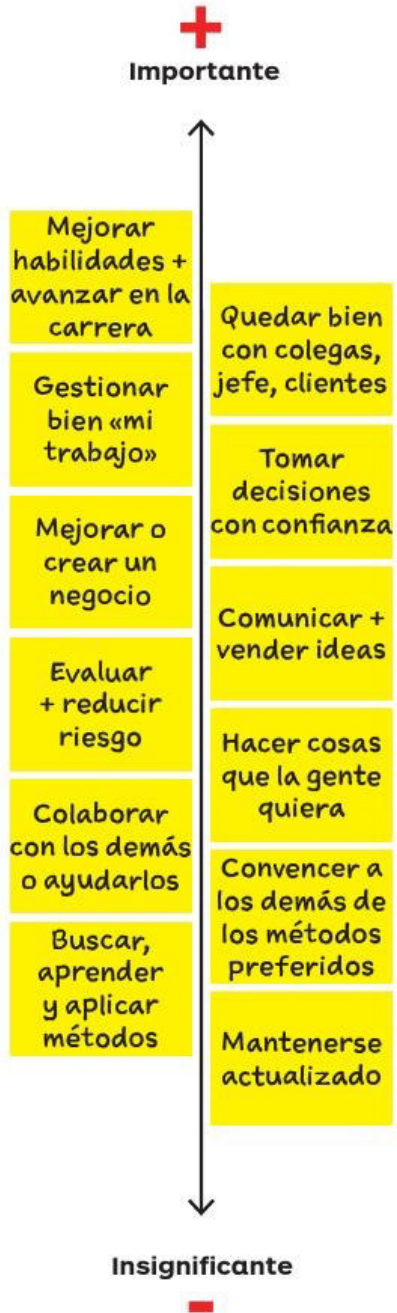 +
Importante
Mejorar
habilidades +
avanzar en la
carrera
Quedar bien
con colegas,
jefe, clientes
Gestionar
bien «mi
trabajo»
Tomar
decisiones
con confianza
Mejorar o
crear un
negocio
Comunicar +
vender ideas
Evaluar
+ reducir
riesgo
Hacer cosas
que la gente
quiera
Colaborar
con los demás
o ayudarlos
Convencer a
los demás de
los métodos
preferidos
Buscar,
aprender
y aplicar
métodos
Mantenerse
actualizado
Insignificante
-